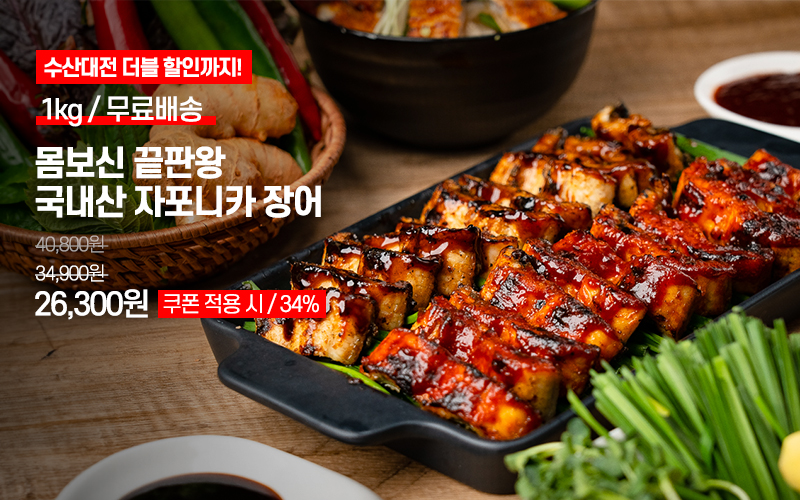 수산대전 더블 할인까지!
1kg / 무료배송
몸보신 끝판왕
국내산 자포니카 장어
40,800원
34,900원
26,300원 쿠폰 적용 시 / 34%